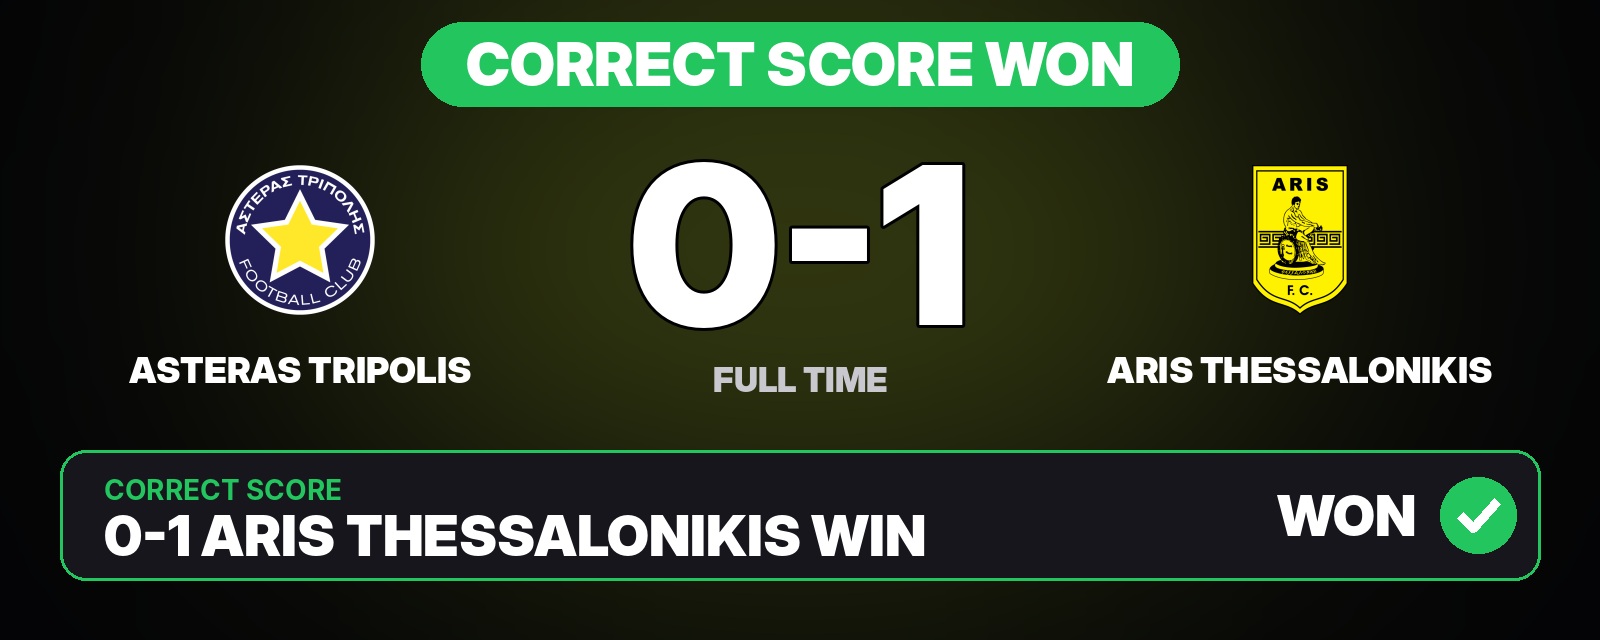 CORRECT SCORE WON
ΑΣΤΕΡΑΣ ΤΡΙΠΟΛΗΣ
FOOTBALL CLUB
0-1
ARIS
F.C.
ASTERAS TRIPOLIS
FULL TIME
ARIS THESSALONIKIS
CORRECT SCORE
0-1 ARIS THESSALONIKIS WIN
WON